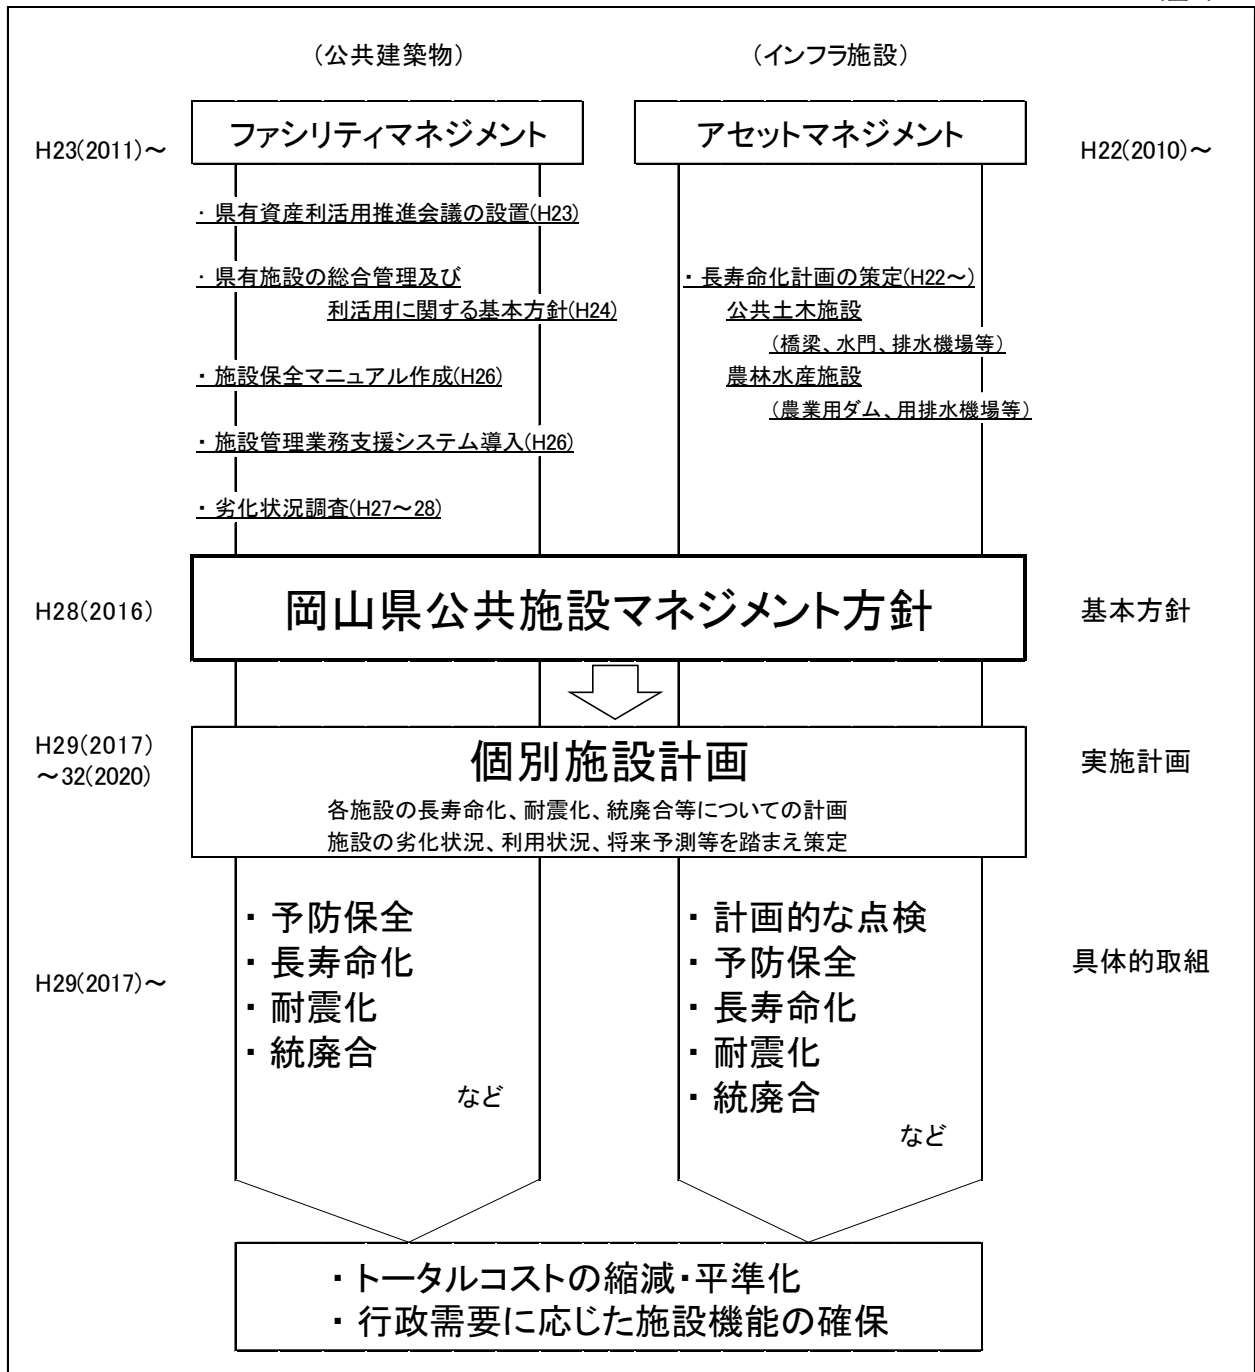 （公共建築物）
（インフラ施設）
ファシリティマネジメント
アセットマネジメント
H23(2011)～
H22(2010)～
・県有資産利活用推進会議の設置(H23)
・県有施設の総合管理及び
利活用に関する基本方針(H24)
・施設保全マニュアル作成(H26)
・施設管理業務支援システム導入(H26)
・劣化状況調査(H27～28)
・長寿命化計画の策定(H22～)
公共土木施設
（橋梁、水門、排水機場等）
農林水産施設
（農業用ダム、用排水機場等）
H28(2016)
岡山県公共施設マネジメント方針
基本方針
H29(2017)
～32(2020)
個別施設計画
各施設の長寿命化、耐震化、統廃合等についての計画
施設の劣化状況、利用状況、将来予測等を踏まえ策定
実施計画
H29(2017)～
・予防保全
・長寿命化
・耐震化
・統廃合
など
・計画的な点検
・予防保全
・長寿命化
・耐震化
・統廃合
など
具体的取組
・トータルコストの縮減・平準化
・行政需要に応じた施設機能の確保